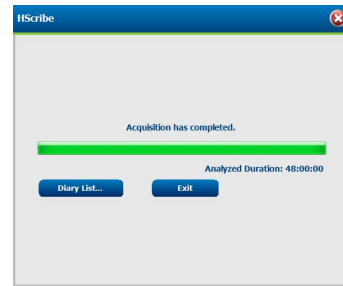 HScribe
Acquisition has completed.
Analyzed Duration: 48:00:00
Diary List...
Exit